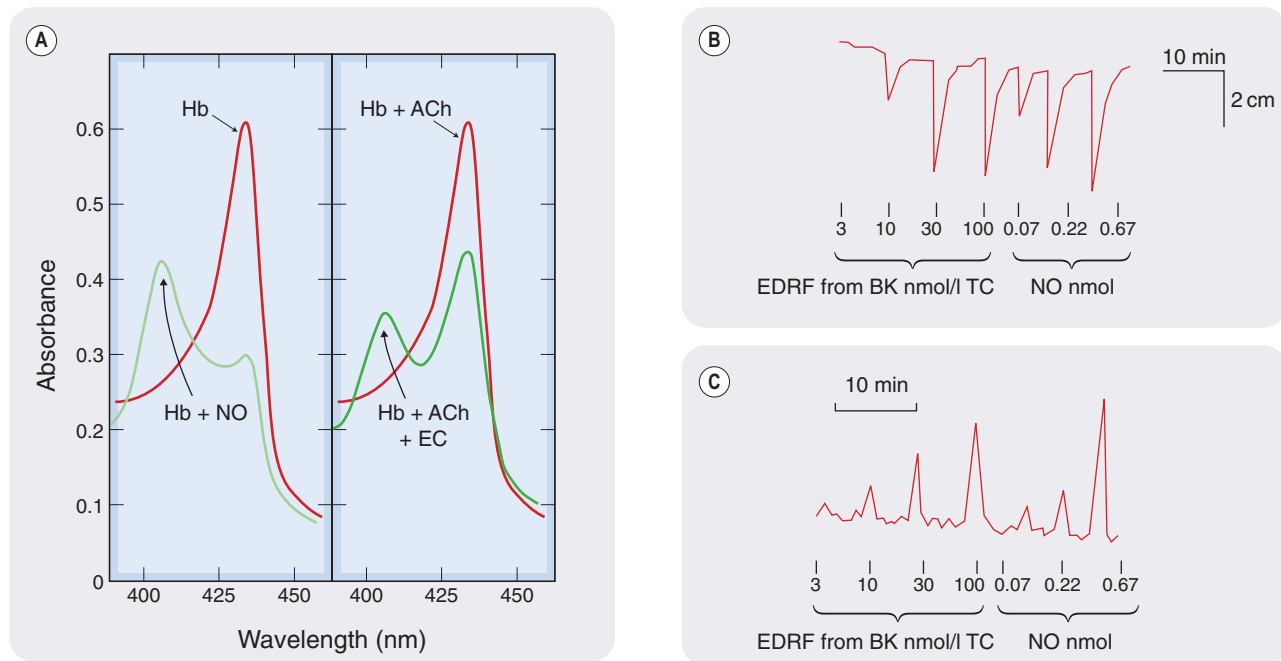 A
Absorbance
0.6
0.5
0.4
0.3
0.2
0.1
0
Hb
Hb + NO
Hb + ACh
Hb + ACh
+ EC
400 425 450 400 425 450
Wavelength (nm)
B
10 min
2 cm
3 10 30 100 0.07 0.22 0.67
EDRF from BK nmol/l TC NO nmol
C
10 min
3 10 30 100 0.07 0.22 0.67
EDRF from BK nmol/l TC NO nmol